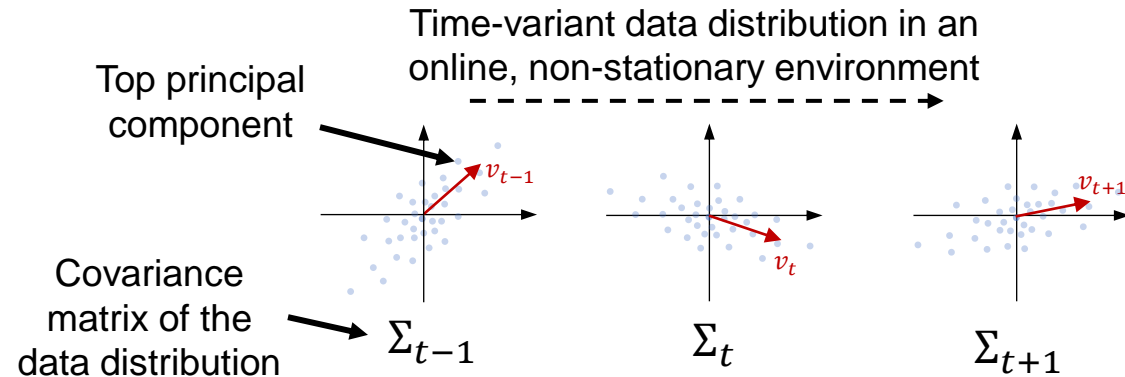 Time-variant data distribution in an
online, non-stationary environment
Top principal
component
v_{t-1}
v_t
v_{t+1}
Covariance
matrix of the
data distribution
Σ_{t-1}
Σ_t
Σ_{t+1}